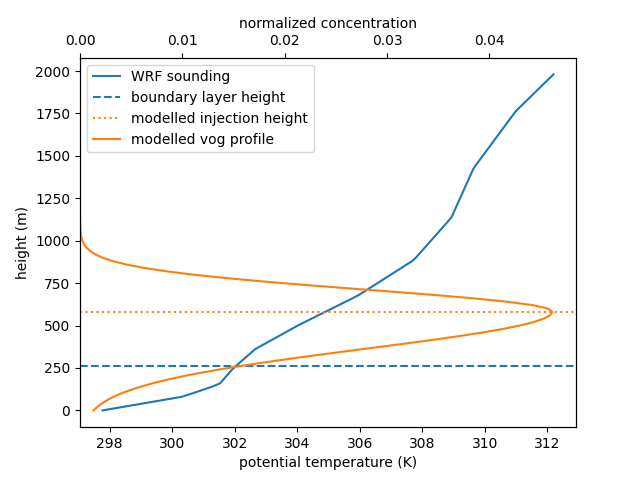 normalized concentration
0.00 0.01 0.02 0.03 0.04
WRF sounding
boundary layer height
modelled injection height
modelled vog profile
height (m)
2000
1750
1500
1250
1000
750
500
250
0
298 300 302 304 306 308 310 312
potential temperature (K)